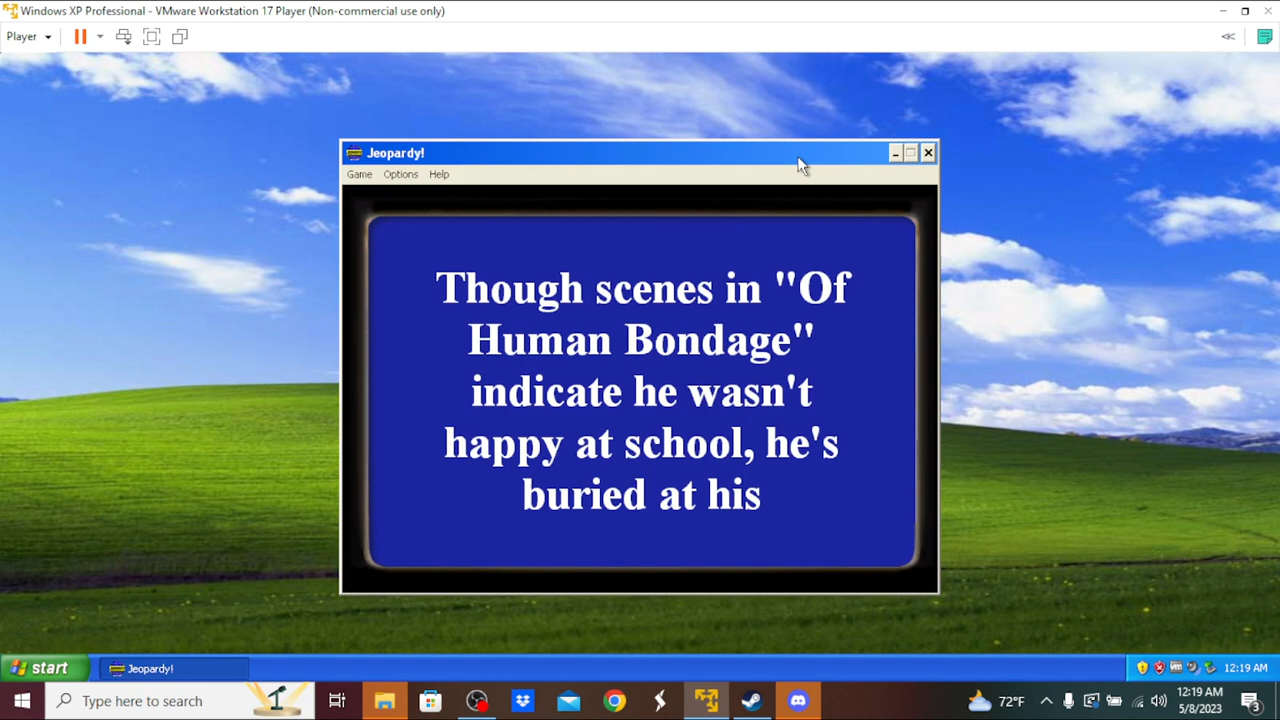 Windows XP Professional - VMware Workstation 17 Player (Non-commercial use only)
Player
Jeopardy!
Game Options Help
Though scenes in "Of
Human Bondage"
indicate he wasn't
happy at school, he's
buried at his
start
Jeopardy!
12:19 AM
Type here to search
72°F
12:19 AM
5/8/2023
3